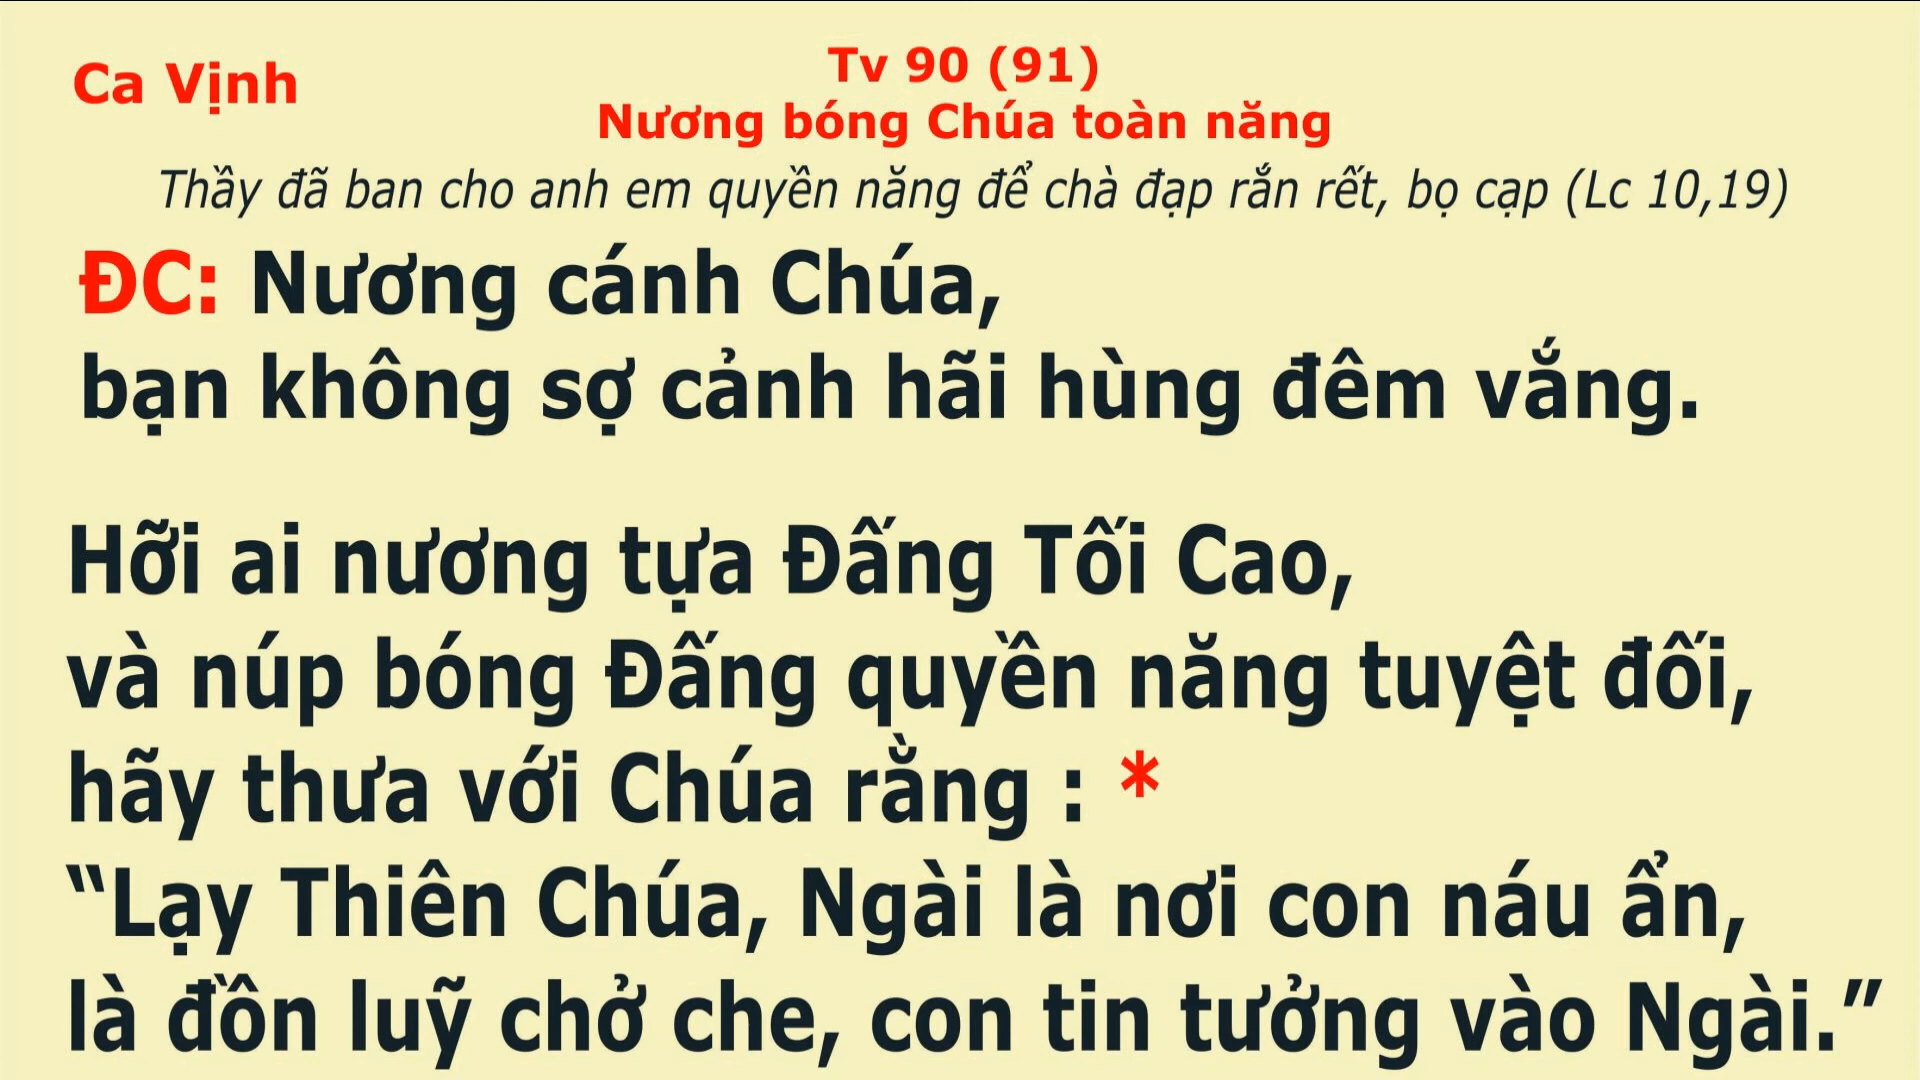 Ca Vịnh
Tv 90 (91)
Nương bóng Chúa toàn năng
Thầy đã ban cho anh em quyền năng để chà đạp rắn rết, bọ cạp (Lc 10,19)
ĐC: Nương cánh Chúa,
bạn không sợ cảnh hãi hùng đêm vắng.
Hỡi ai nương tựa Đấng Tối Cao,
và núp bóng Đấng quyền năng tuyệt đối,
hãy thưa với Chúa rằng : *
“Lạy Thiên Chúa, Ngài là nơi con náu ẩn,
là đồn luỹ chở che, con tin tưởng vào Ngài.”